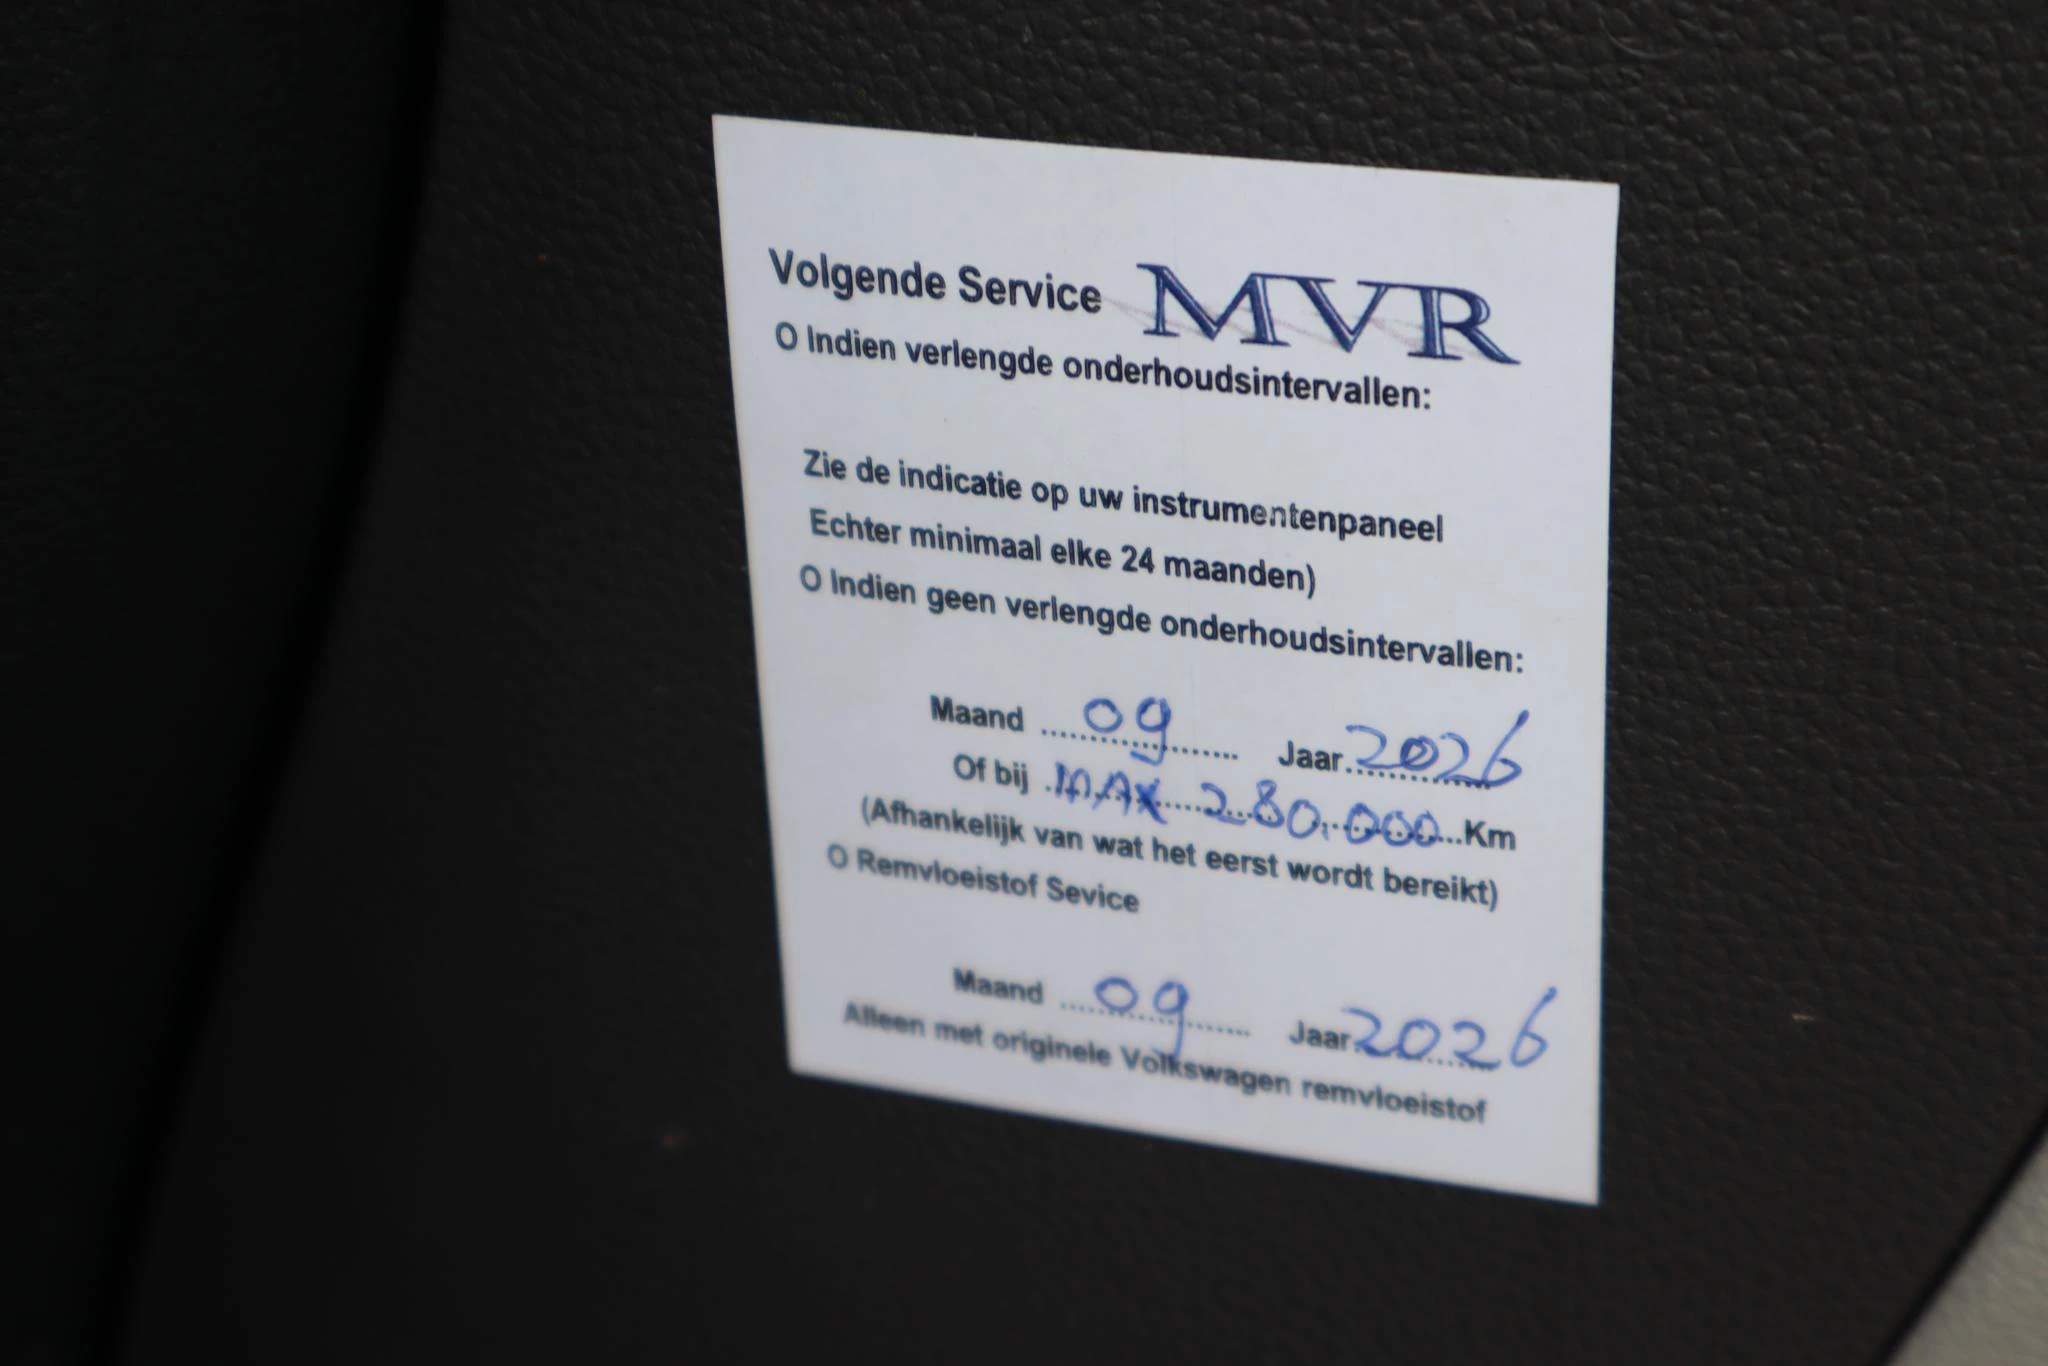 Volgende Service MVR
O Indien verlengde onderhoudsintervallen:
Zie de indicatie op uw instrumentenpaneel
Echter minimaal elke 24 maanden)
O Indien geen verlengde onderhoudsintervallen:
Maand ..... 09 ..... Jaar 2026
Of bij MAX 280.000 Km
(Afhankelijk van wat het eerst wordt bereikt)
O Remvloeistof Sevice
Maand ..... 09 ..... Jaar 2026
Alleen met originele Volkswagen remvloeistof